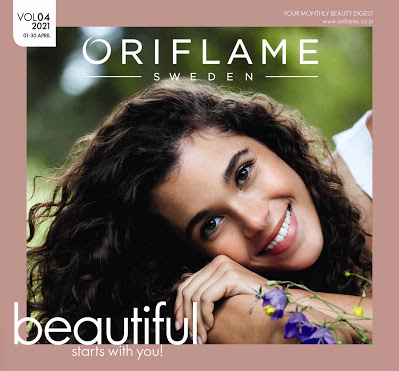 VOL04
2021
01-30 APRIL
YOUR MONTHLY BEAUTY DIGEST
www.oriflame.co.in
ORIFLAME
SWEDEN
beautiful
starts with you!